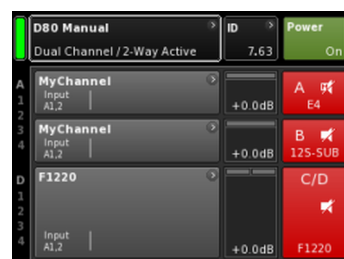 D80 Manual
Dual Channel / 2-Way Active
ID
7.63
Power
On
A
1
2
3
4
MyChannel
Input
A1,2
+0.0dB
A
E4
MyChannel
Input
A1,2
+0.0dB
B
12S-SUB
D
1
2
3
4
F1220
Input
A1,2
+0.0dB
C/D
F1220